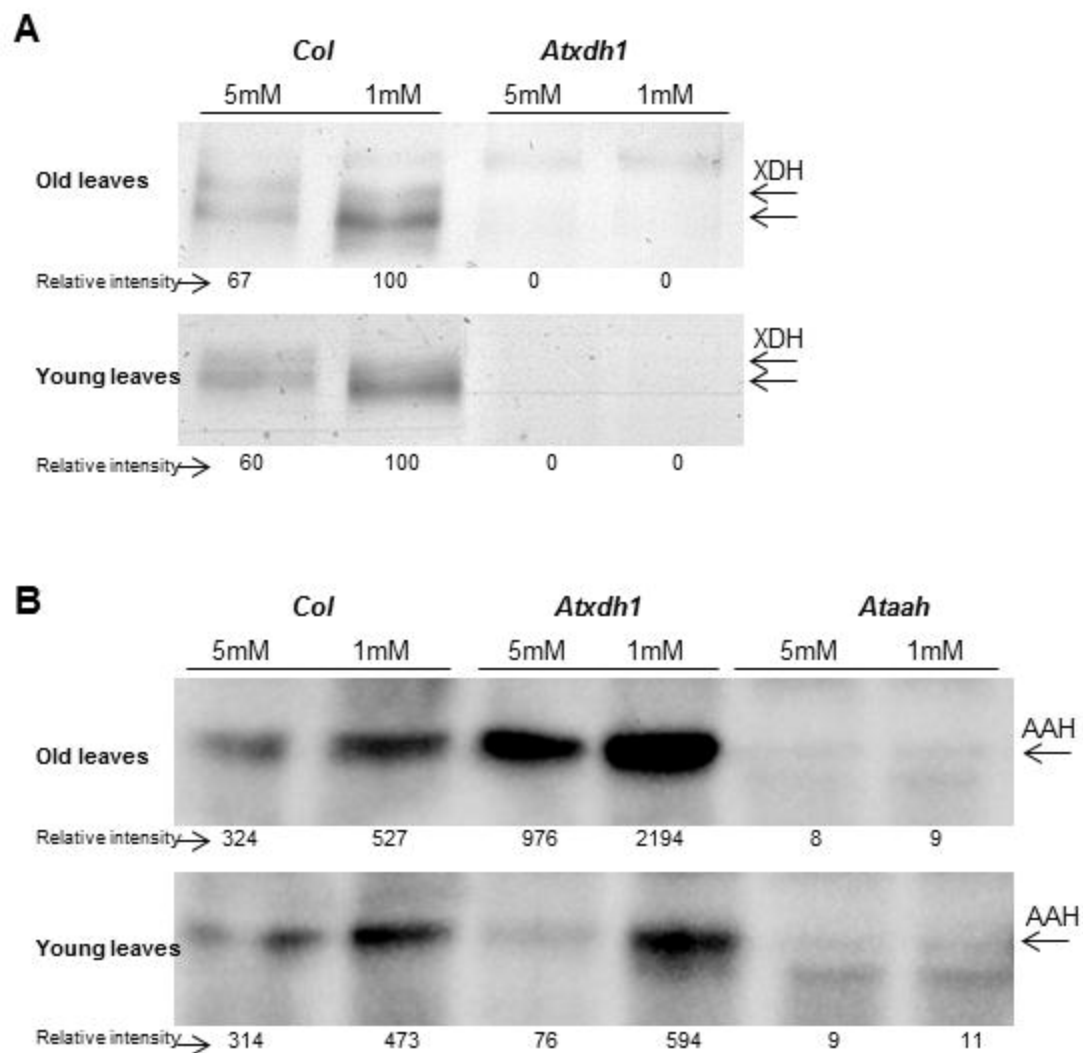 A
Col Atxdh1
5mM 1mM 5mM 1mM
Old leaves
XDH
Relative intensity 67 100 0 0
Young leaves
XDH
Relative intensity 60 100 0 0
B
Col Atxdh1 Ataah
5mM 1mM 5mM 1mM 5mM 1mM
Old leaves
AAH
Relative intensity 324 527 976 2194 8 9
Young leaves
AAH
Relative intensity 314 473 76 594 9 11